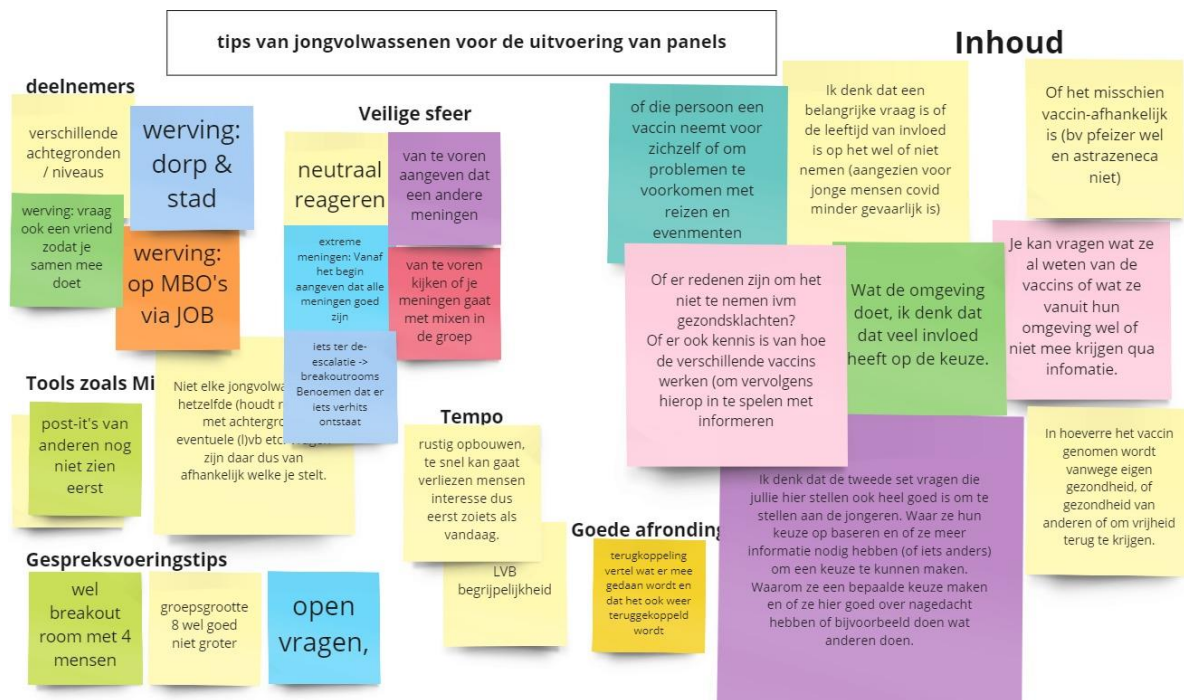 tips van jongvolwassenen voor de uitvoering van panels
deelnemers
verschillende
achtegronden
/ niveaus
werving:
dorp &
stad
werving: vraag
ook een vriend
zodat je
samen mee
doet
werving:
op MBO's
via JOB
Veilige sfeer
neutraal
reageren
van te voren
aangeven dat
een andere
meningen
extreme
meningen: Vanaf
het begin
aangeven dat alle
meningen goed
zijn
van te voren
kijken of je
meningen gaat
met mixen in
de groep
iets ter de-
escalatie ->
breakoutrooms
Benoemen dat er
iets verhits
ontstaat
Tools zoals Mi
post-it's van
anderen nog
niet zien
eerst
Niet elke jongvolwa
hetzelfde (houdt r
met achtergro
eventuele (l)vb etc.
zijn daar dus van
afhankelijk welke je stelt.
Tempo
rustig opbouwen,
te snel kan gaat
verliezen mensen
interesse dus
eerst zoiets als
vandaag.
LVB
begrijpelijkheid
Goede afronding
terugkoppeling
vertel wat er mee
gedaan wordt en
dat het ook weer
teruggekoppeld
wordt
Gespreksvoeringstips
wel
breakout
room met 4
mensen
groepsgrootte
8 wel goed
niet groter
open
vragen,
Inhoud
of die persoon een
vaccin neemt voor
zichzelf of om
problemen te
voorkomen met
reizen en
evenmenten
Ik denk dat een
belangrijke vraag is of
de leeftijd van invloed
is op het wel of niet
nemen (aangezien voor
jonge mensen covid
minder gevaarlijk is)
Of het misschien
vaccin-afhankelijk
is (bv pfeizer wel
en astrazeneca
niet)
Of er redenen zijn om het
niet te nemen ivm
gezondsklachten?
Of er ook kennis is van hoe
de verschillende vaccins
werken (om vervolgens
hierop in te spelen met
informeren
Wat de omgeving
doet, ik denk dat
dat veel invloed
heeft op de keuze.
Je kan vragen wat ze
al weten van de
vaccins of wat ze
vanuit hun
omgeving wel of
niet mee krijgen qua
infomatie.
Ik denk dat de tweede set vragen die
jullie hier stellen ook heel goed is om te
stellen aan de jongeren. Waar ze hun
keuze op baseren en of ze meer
informatie nodig hebben (of iets anders)
om een keuze te kunnen maken.
Waarom ze een bepaalde keuze maken
en of ze hier goed over nagedacht
hebben of bijvoorbeeld doen wat
anderen doen.
In hoeverre het vaccin
genomen wordt
vanwege eigen
gezondheid, of
gezondheid van
anderen of om vrijheid
terug te krijgen.